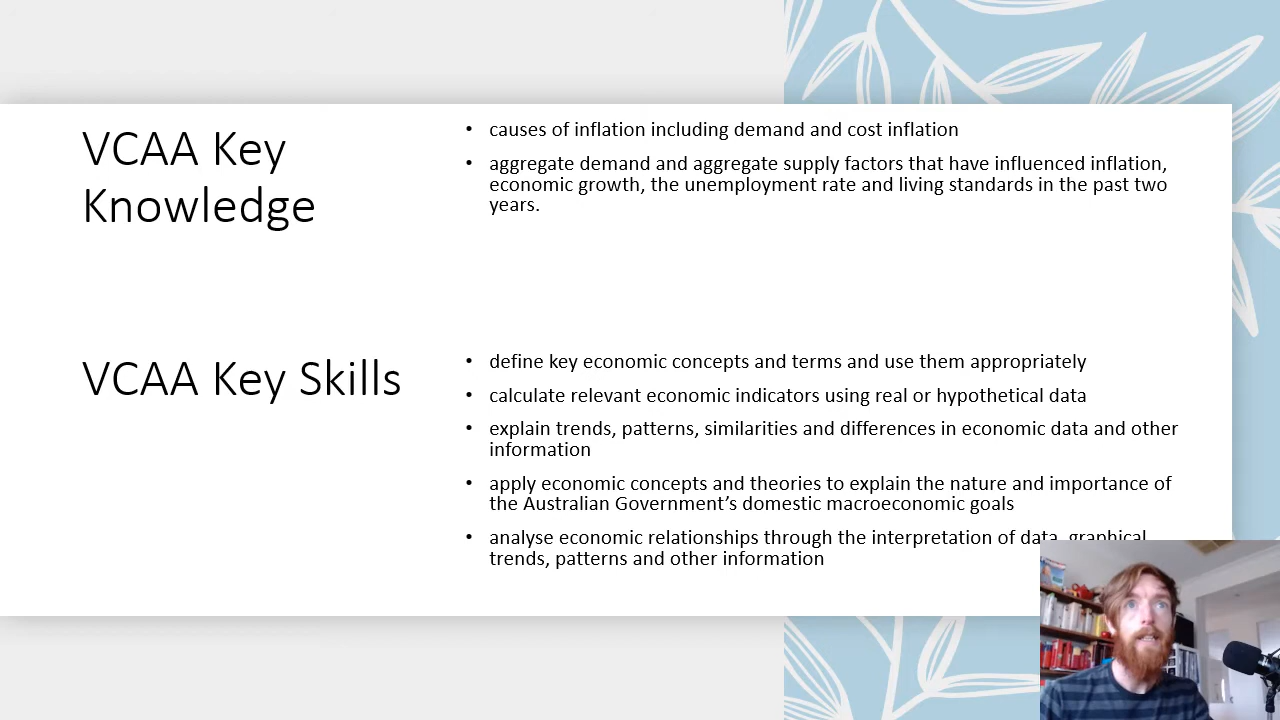 VCAA Key
Knowledge
• causes of inflation including demand and cost inflation
• aggregate demand and aggregate supply factors that have influenced inflation,
economic growth, the unemployment rate and living standards in the past two
years.
VCAA Key Skills
• define key economic concepts and terms and use them appropriately
• calculate relevant economic indicators using real or hypothetical data
• explain trends, patterns, similarities and differences in economic data and other
information
• apply economic concepts and theories to explain the nature and importance of
the Australian Government’s domestic macroeconomic goals
• analyse economic relationships through the interpretation of data, graphical
trends, patterns and other information